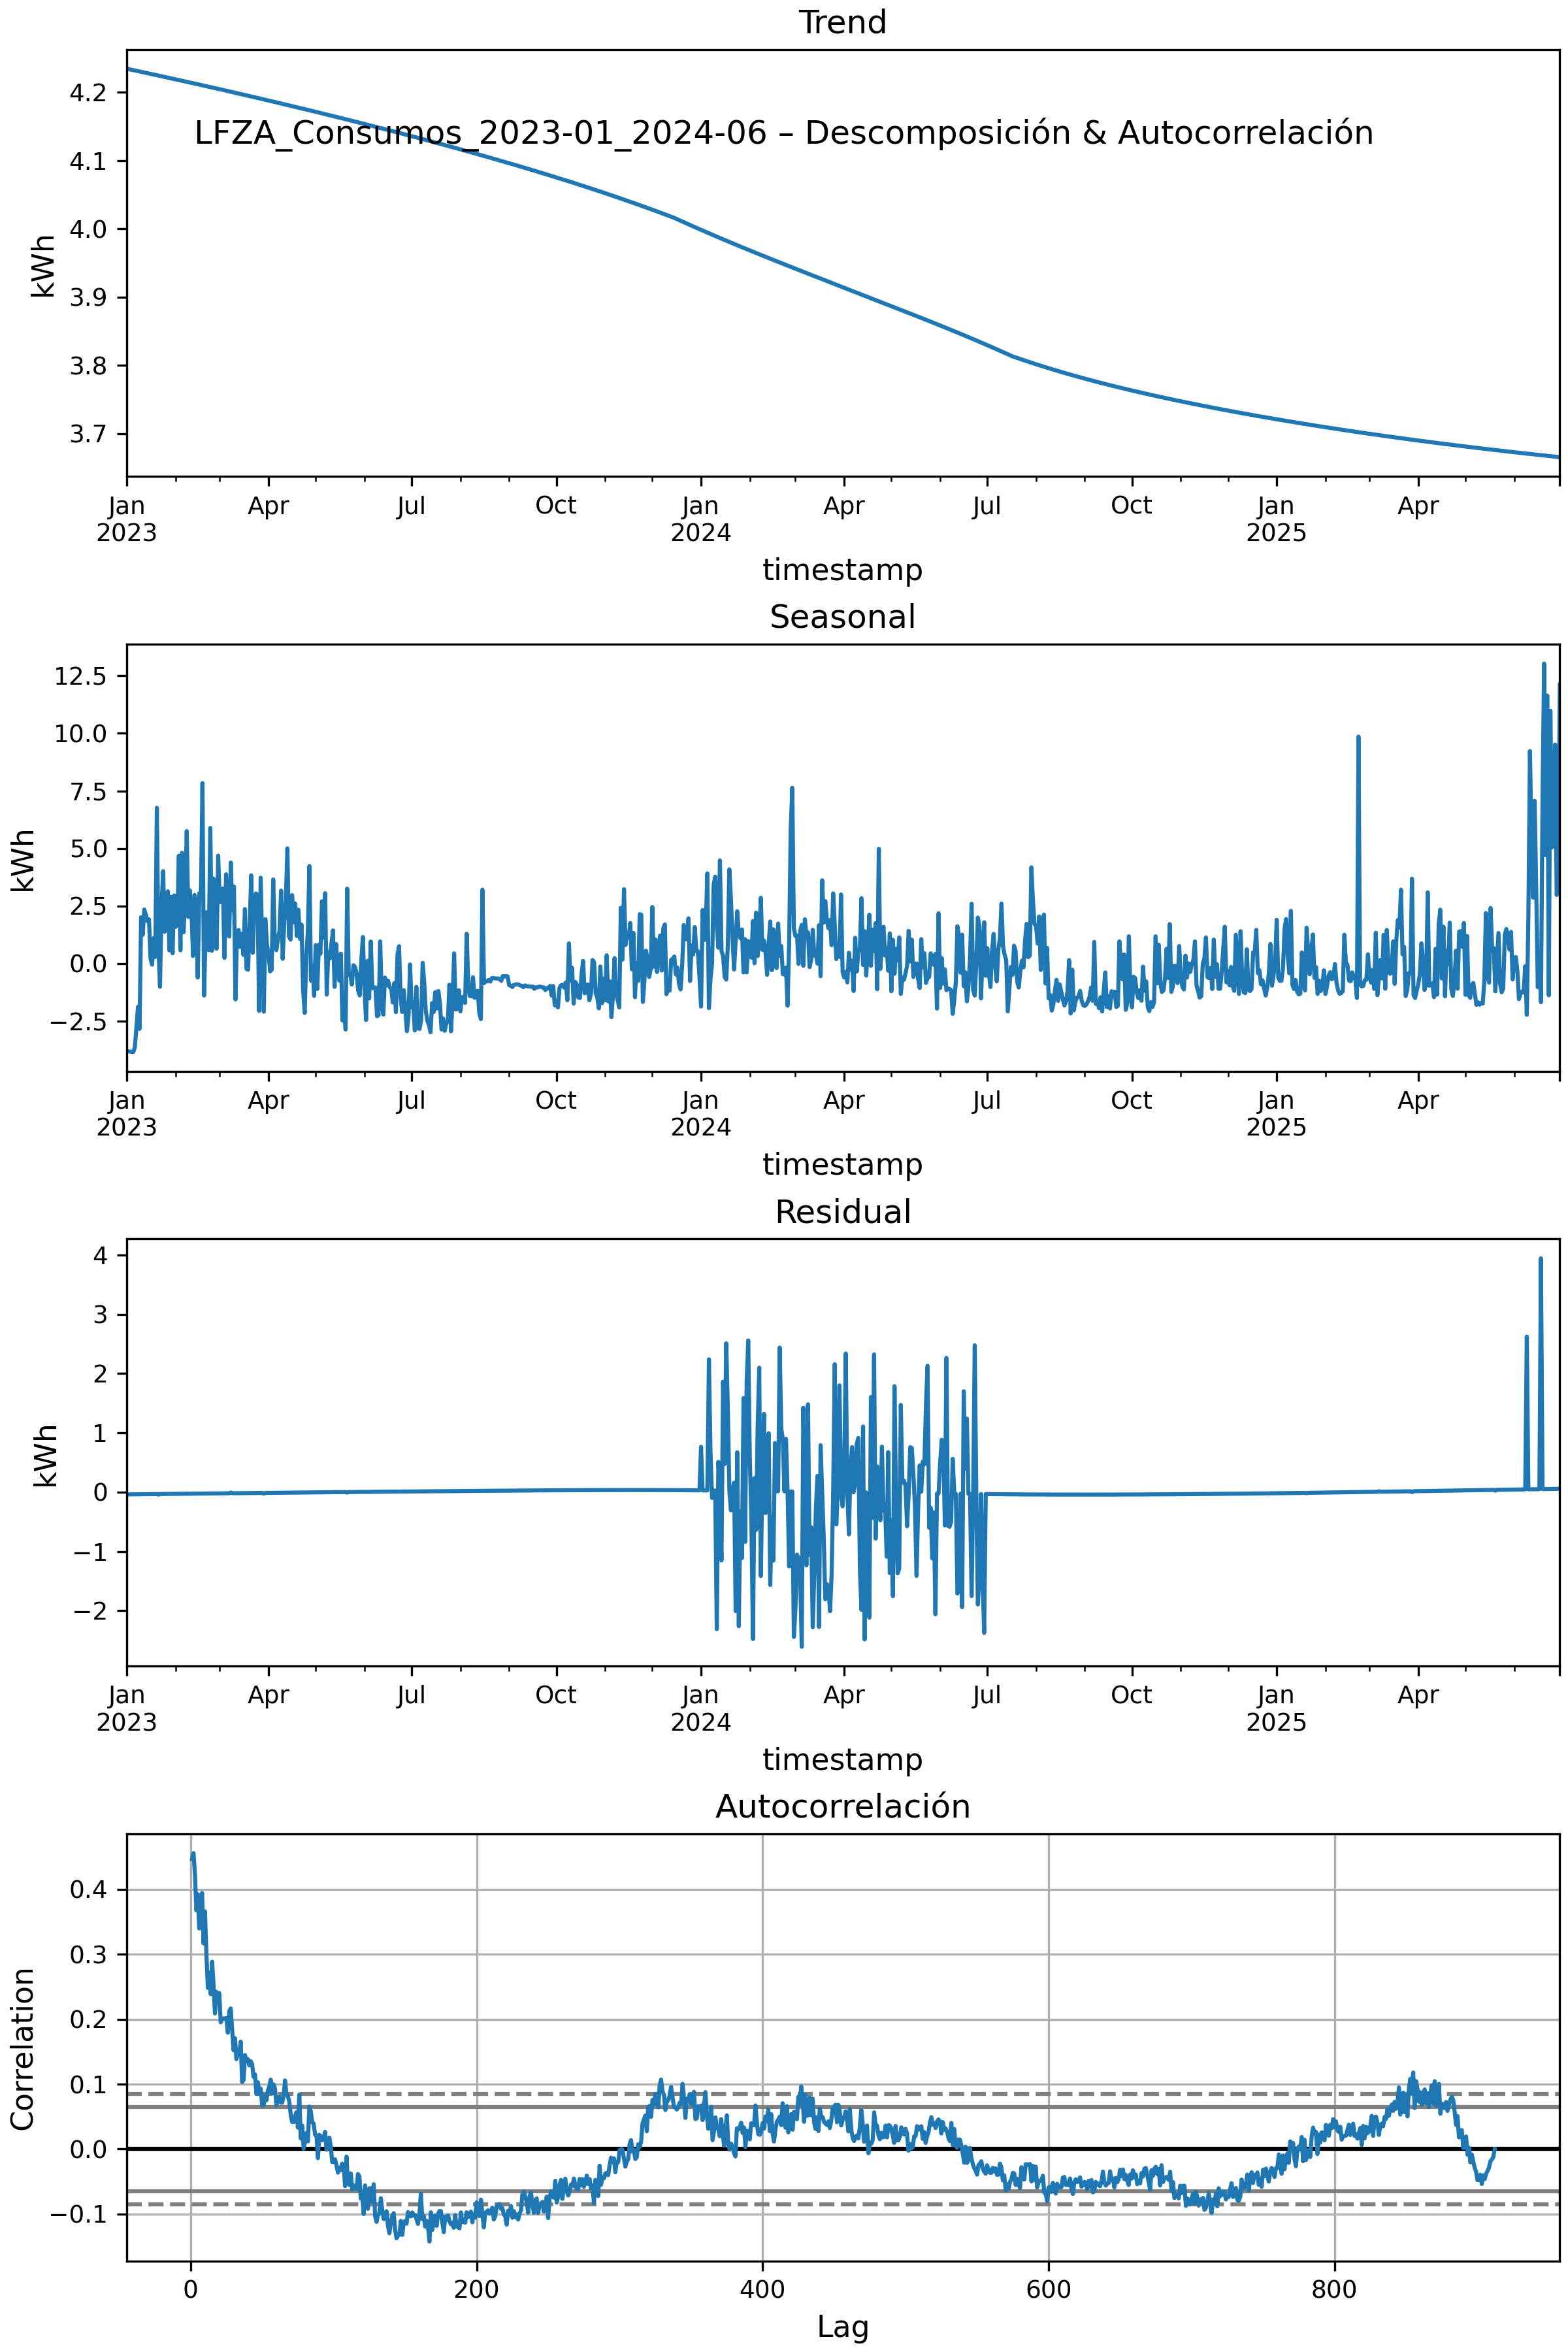 Trend
LFZA_Consumos_2023-01_2024-06 – Descomposición & Autocorrelación
kWh
4.2
4.1
4.0
3.9
3.8
3.7
Jan Apr Jul Oct Jan Apr Jul Oct Jan Apr
2023 2024 2025
timestamp
Seasonal
kWh
12.5
10.0
7.5
5.0
2.5
0.0
−2.5
Jan Apr Jul Oct Jan Apr Jul Oct Jan Apr
2023 2024 2025
timestamp
Residual
kWh
4
3
2
1
0
−1
−2
Jan Apr Jul Oct Jan Apr Jul Oct Jan Apr
2023 2024 2025
timestamp
Autocorrelación
Correlation
0.4
0.3
0.2
0.1
0.0
−0.1
0 200 400 600 800
Lag